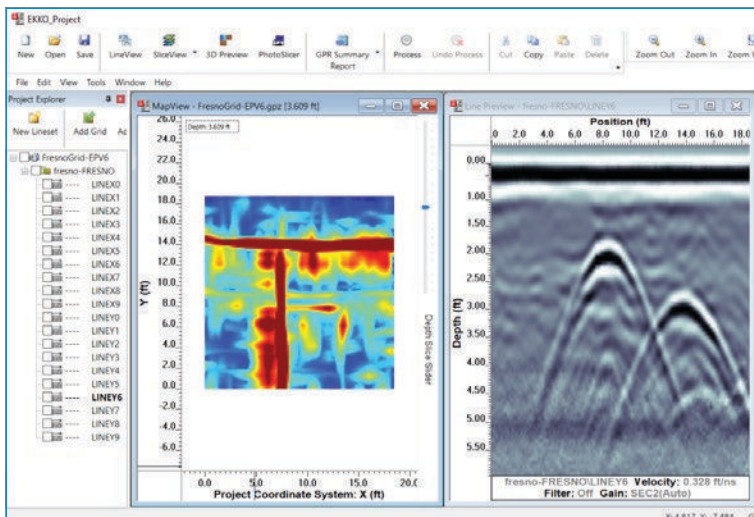 EKKO_Project
New Open Save LineView SliceView 3D Preview PhotoSlicer GPR Summary Report Process Undo Process Cut Copy Paste Delete Zoom Out Zoom In
File Edit View Tools Window Help
Project Explorer
New Lineset Add Grid
FresnoGrid-EPV6
fresno-FRESNO
LINEX0
LINEX1
LINEX2
LINEX3
LINEX4
LINEX5
LINEX6
LINEX7
LINEX8
LINEX9
LINEY0
LINEY1
LINEY2
LINEY3
LINEY4
LINEY5
LINEY6
LINEY7
LINEY8
LINEY9
MapView - FresnoGrid-EPV6.gpz [3.609 ft]
Depth: 3.609 ft
26.0
24.0
22.0
20.0
18.0
16.0
14.0
12.0
10.0
8.0
6.0
4.0
2.0
0.0
-2.0
-4.0
-6.0
Y (ft)
0.0 5.0 10.0 15.0 20.0
Project Coordinate System: X (ft)
Depth Slice Slider
Line Preview - fresno-FRESNO\LINEY6
Position (ft)
0.0 2.0 4.0 6.0 8.0 10.0 12.0 14.0 16.0 18.0
0.00
1.00
1.50
2.00
2.50
3.00
3.50
4.00
4.50
5.00
5.50
Depth (ft)
fresno-FRESNO\LINEY6 Velocity: 0.328 ft/ns
Filter: Off Gain: SEC2(Auto)